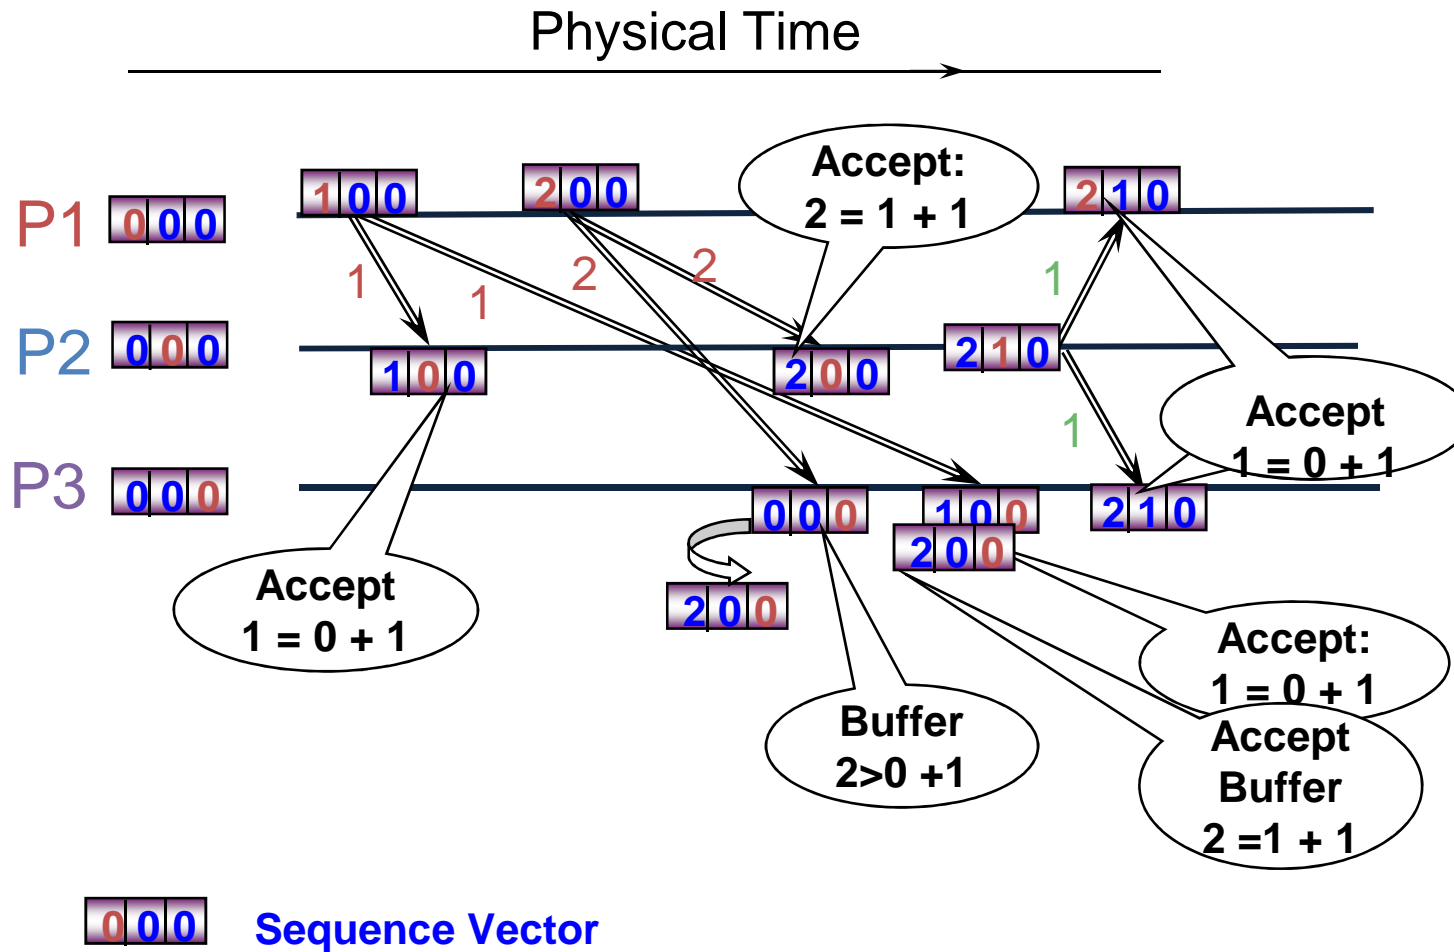 Physical Time
P1
0 0 0
1 0 0
2 0 0
Accept:
2 = 1 + 1
2 1 0
1
1
2
2
1
P2
0 0 0
1 0 0
2 0 0
2 1 0
1
Accept
1 = 0 + 1
P3
0 0 0
0 0 0
1 0 0
2 1 0
2 0 0
2 0 0
Accept
1 = 0 + 1
Buffer
2>0 +1
Accept:
1 = 0 + 1
Accept
Buffer
2 =1 + 1
0 0 0
Sequence Vector